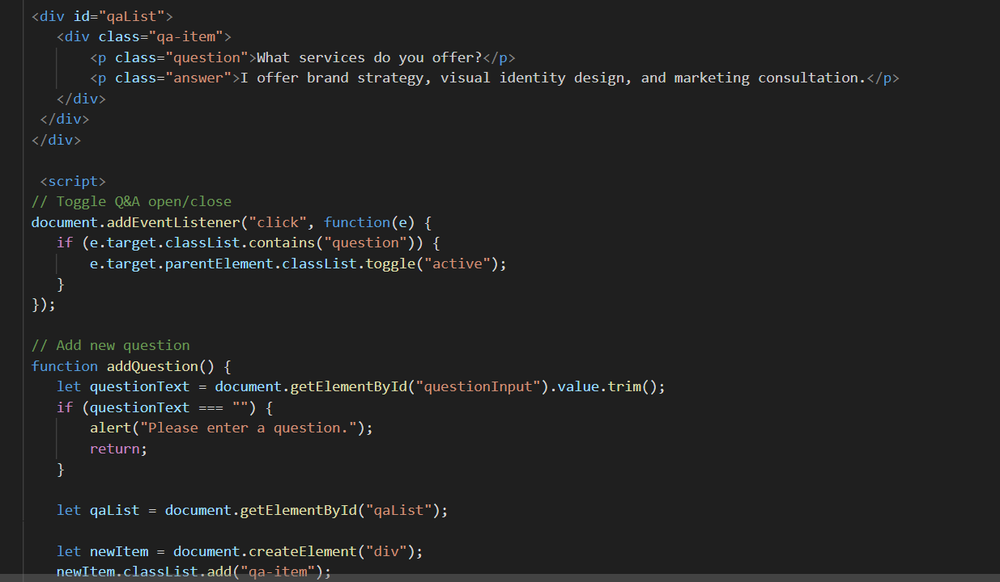 <div id="qaList">
   <div class="qa-item">
       <p class="question">What services do you offer?</p>
       <p class="answer">I offer brand strategy, visual identity design, and marketing consultation.</p>
   </div>
 </div>
</div>

 <script>
// Toggle Q&A open/close
document.addEventListener("click", function(e) {
   if (e.target.classList.contains("question")) {
       e.target.parentElement.classList.toggle("active");
   }
});

// Add new question
function addQuestion() {
   let questionText = document.getElementById("questionInput").value.trim();
   if (questionText === "") {
       alert("Please enter a question.");
       return;
   }

   let qaList = document.getElementById("qaList");

   let newItem = document.createElement("div");
   newItem.classList.add("qa-item");